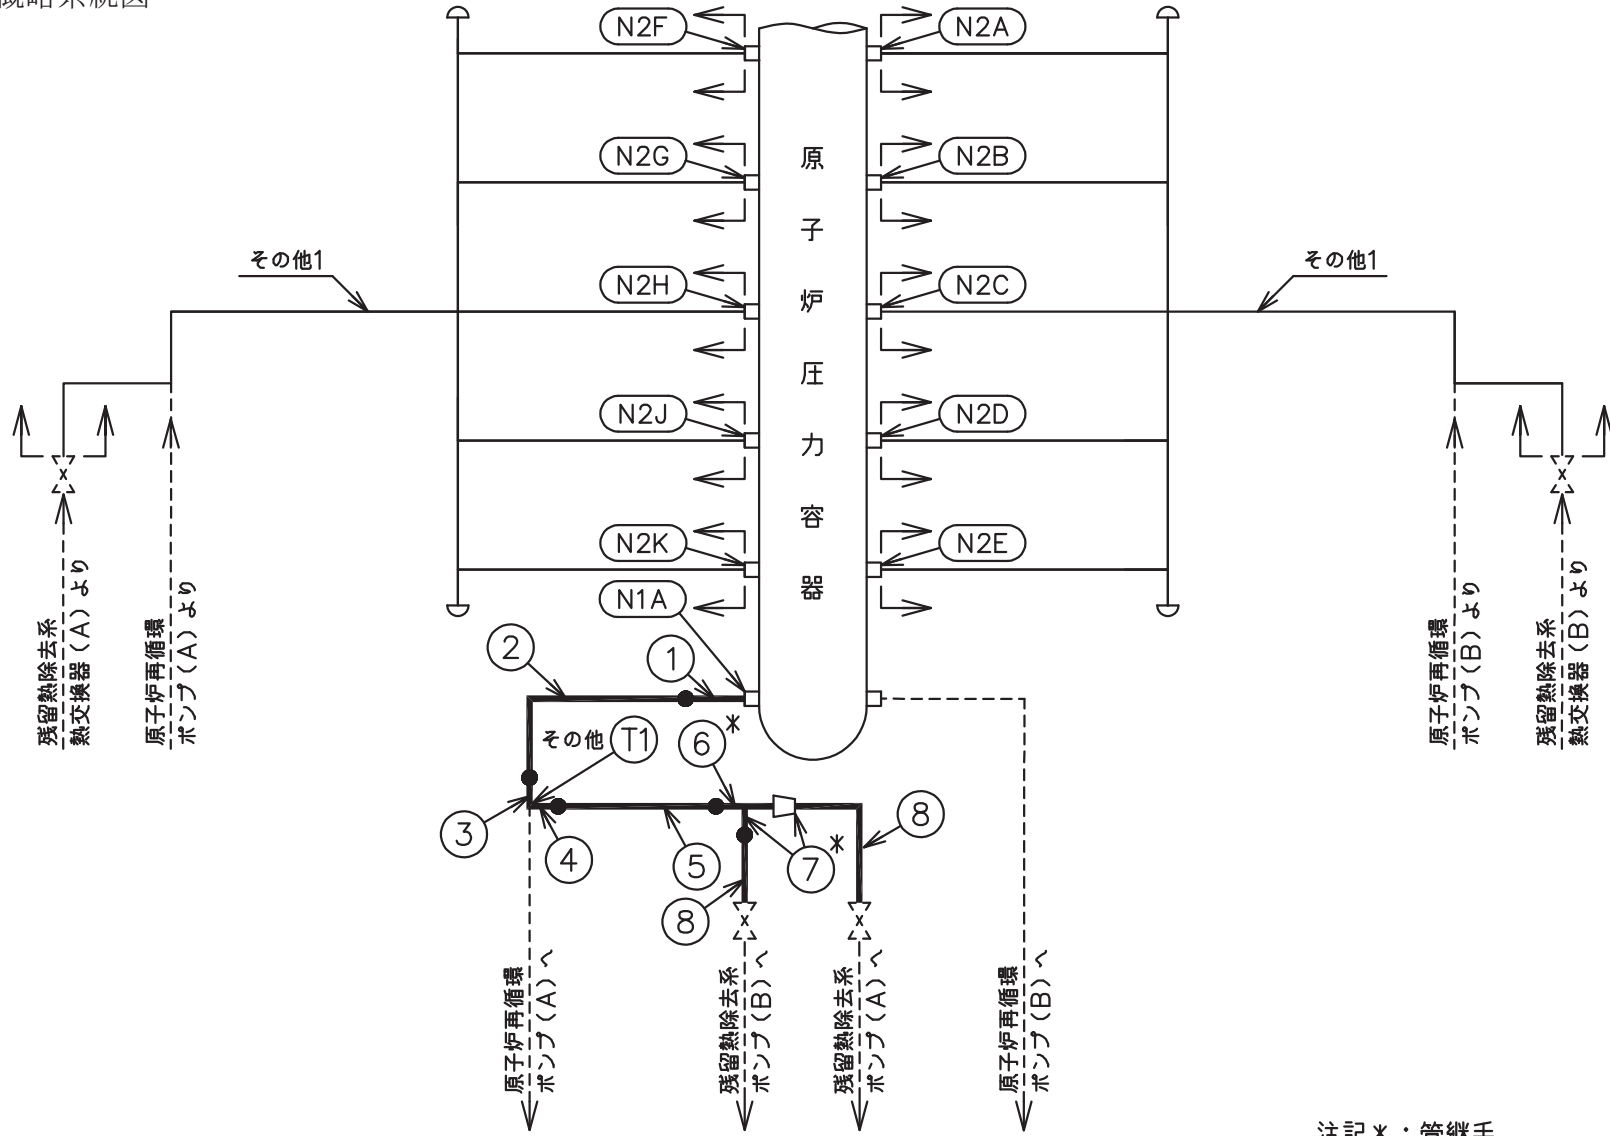 概略系統図
N2F
N2A
N2G
N2B
その他1
N2H
N2C
その他1
N2J
N2D
N2K
N2E
N1A
原子炉圧力容器
残留熱除去系
熱交換器(A)より
原子炉再循環
ポンプ(A)より
原子炉再循環
ポンプ(B)より
残留熱除去系
熱交換器(B)より
2
1
その他 T1
6 *
3
4
5
7 *
8
8
原子炉再循環
ポンプ(A)へ
残留熱除去系
ポンプ(B)へ
残留熱除去系
ポンプ(A)へ
原子炉再循環
ポンプ(B)へ
注記*:管継手